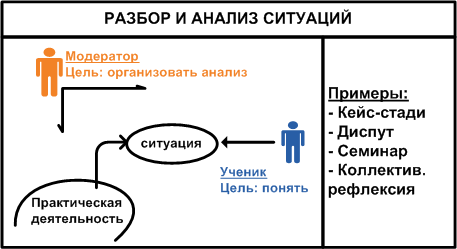 РАЗБОР И АНАЛИЗ СИТУАЦИЙ
Модератор
Цель: организовать анализ
ситуация
Ученик
Цель: понять
Практическая
деятельность
Примеры:
- Кейс-стади
- Диспут
- Семинар
- Коллектив.
рефлексия